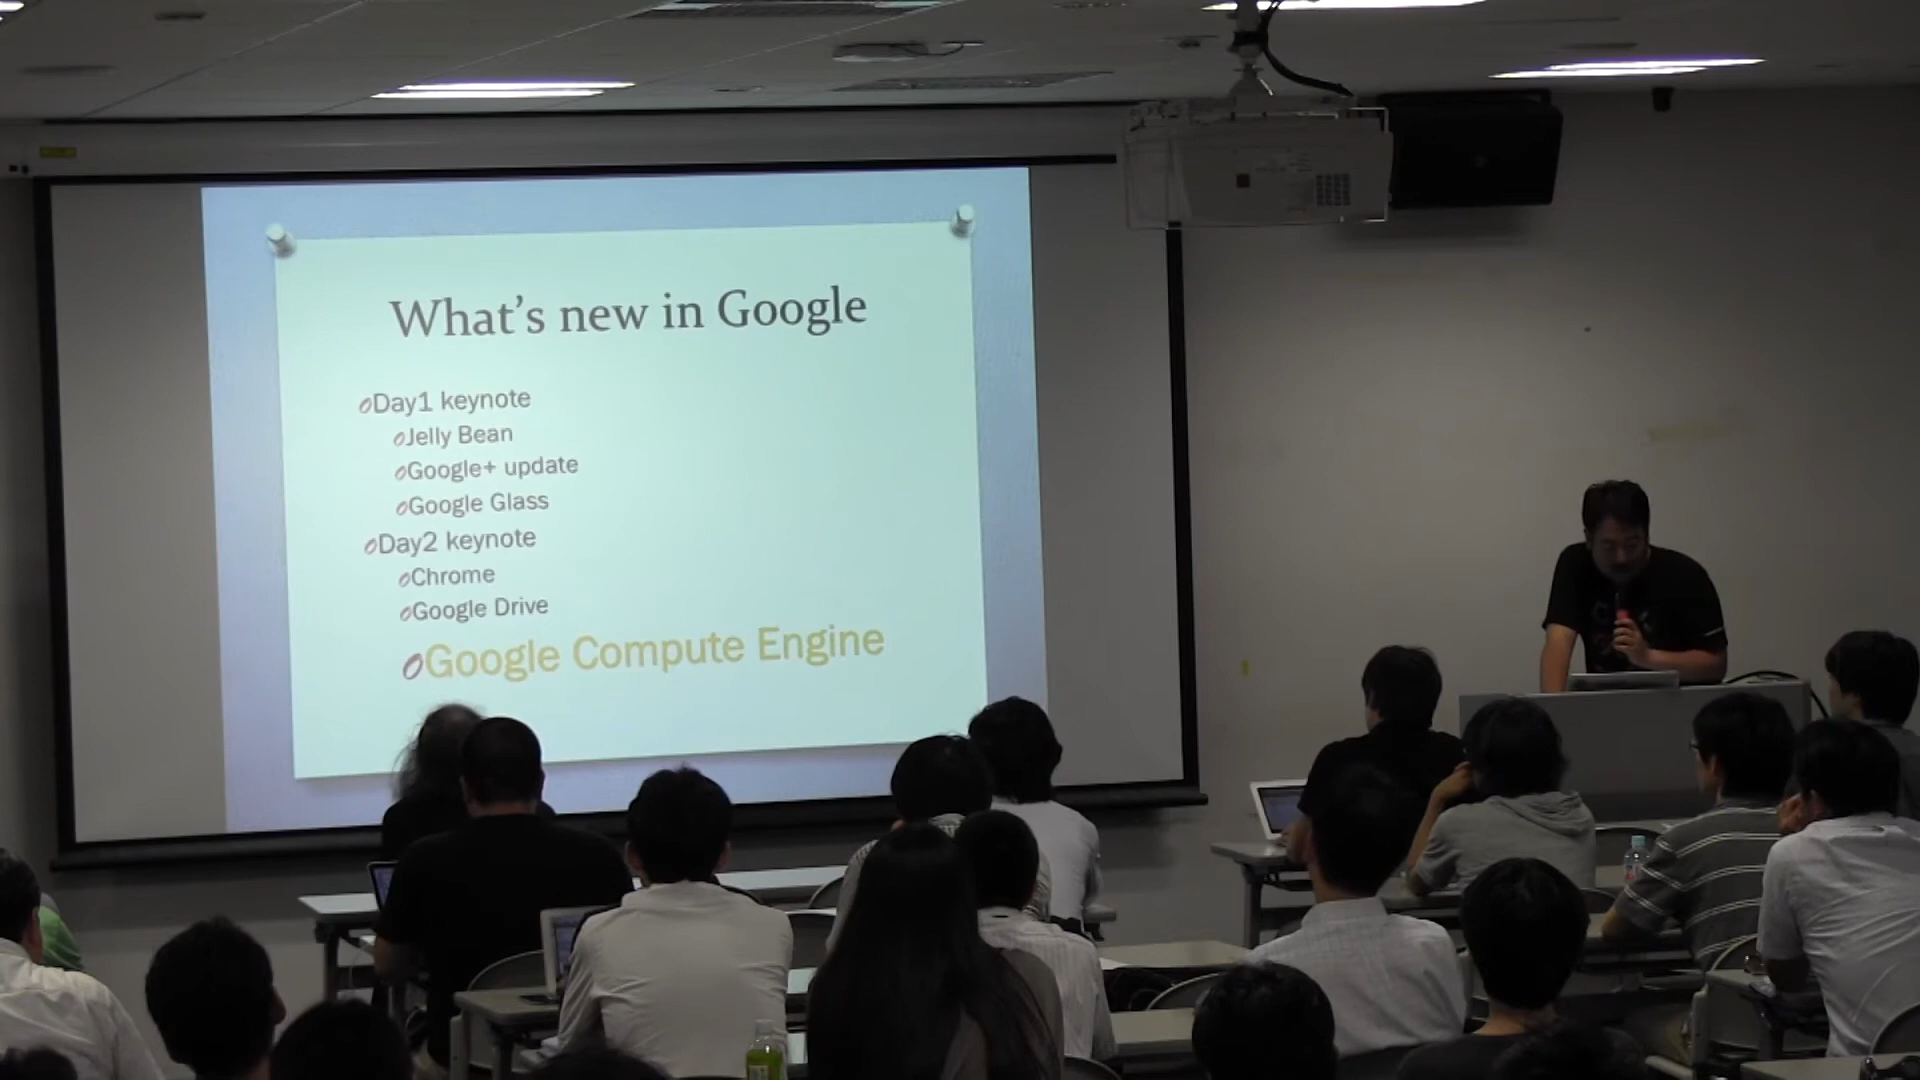 What's new in Google
Day1 keynote
Jelly Bean
Google+ update
Google Glass
Day2 keynote
Chrome
Google Drive
Google Compute Engine